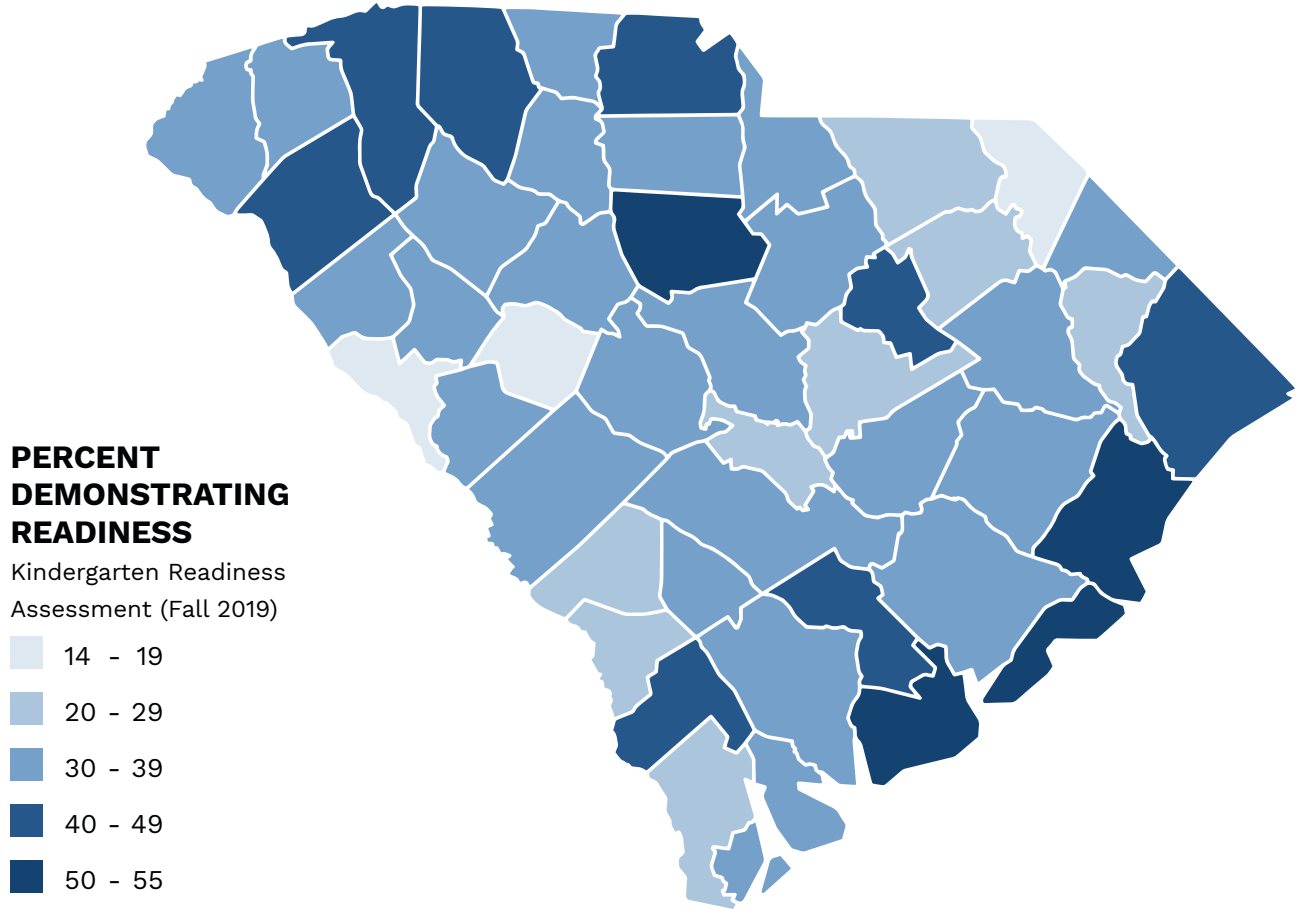 PERCENT
DEMONSTRATING
READINESS
Kindergarten Readiness
Assessment (Fall 2019)
14 - 19
20 - 29
30 - 39
40 - 49
50 - 55